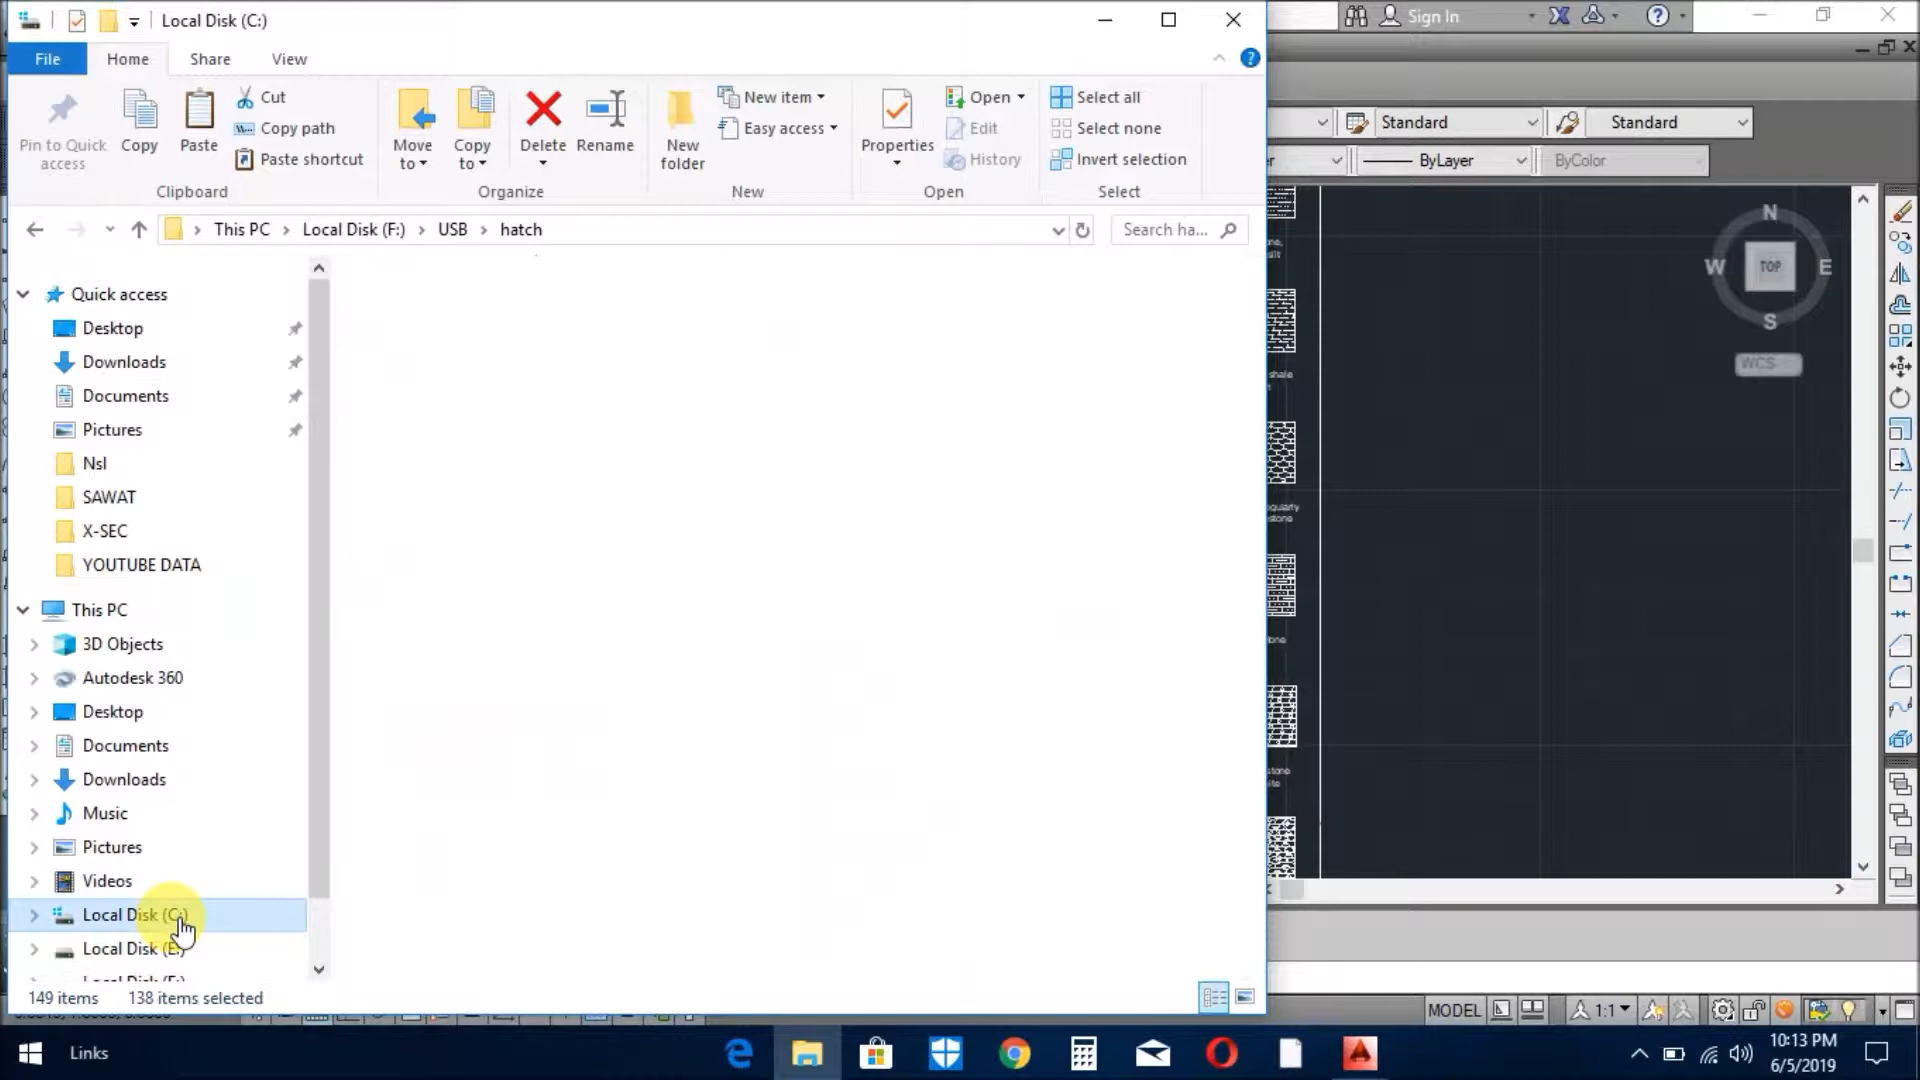 Local Disk (C:)
Sign In
File
Home
Share
View
Pin to Quick
access
Copy
Paste
Cut
Copy path
Paste shortcut
Clipboard
Move
to
Copy
to
Delete
Rename
Organize
New
folder
New item
Easy access
New
Properties
Open
Edit
History
Open
Select all
Select none
Invert selection
Select
Standard
Standard
ByLayer
ByColor
This PC
Local Disk (F:)
USB
hatch
Search ha...
Quick access
Desktop
Downloads
Documents
Pictures
Nsl
SAWAT
X-SEC
YOUTUBE DATA
This PC
3D Objects
Autodesk 360
Desktop
Documents
Downloads
Music
Pictures
Videos
Local Disk (C:)
Local Disk (E:)
149 items
138 items selected
N
W
TOP
E
S
WCS
shale
MODEL
1:1
Links
10:13 PM
6/5/2019